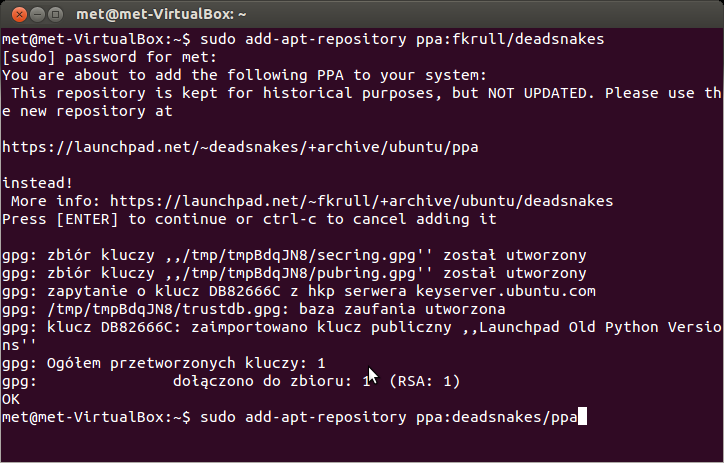 met@met-VirtualBox: ~
met@met-VirtualBox:~$ sudo add-apt-repository ppa:fkrull/deadsnakes
[sudo] password for met:
You are about to add the following PPA to your system:
 This repository is kept for historical purposes, but NOT UPDATED. Please use th
e new repository at
https://launchpad.net/~deadsnakes/+archive/ubuntu/ppa
instead!
 More info: https://launchpad.net/~fkrull/+archive/ubuntu/deadsnakes
Press [ENTER] to continue or ctrl-c to cancel adding it
gpg: zbiór kluczy ,,/tmp/tmpBdqJN8/secring.gpg'' został utworzony
gpg: zbiór kluczy ,,/tmp/tmpBdqJN8/pubring.gpg'' został utworzony
gpg: zapytanie o klucz DB82666C z hkp serwera keyserver.ubuntu.com
gpg: /tmp/tmpBdqJN8/trustdb.gpg: baza zaufania utworzona
gpg: klucz DB82666C: zaimportowano klucz publiczny ,,Launchpad Old Python Versio
ns''
gpg: Ogółem przetworzonych kluczy: 1
gpg:               dołączono do zbioru: 1  (RSA: 1)
OK
met@met-VirtualBox:~$ sudo add-apt-repository ppa:deadsnakes/ppa